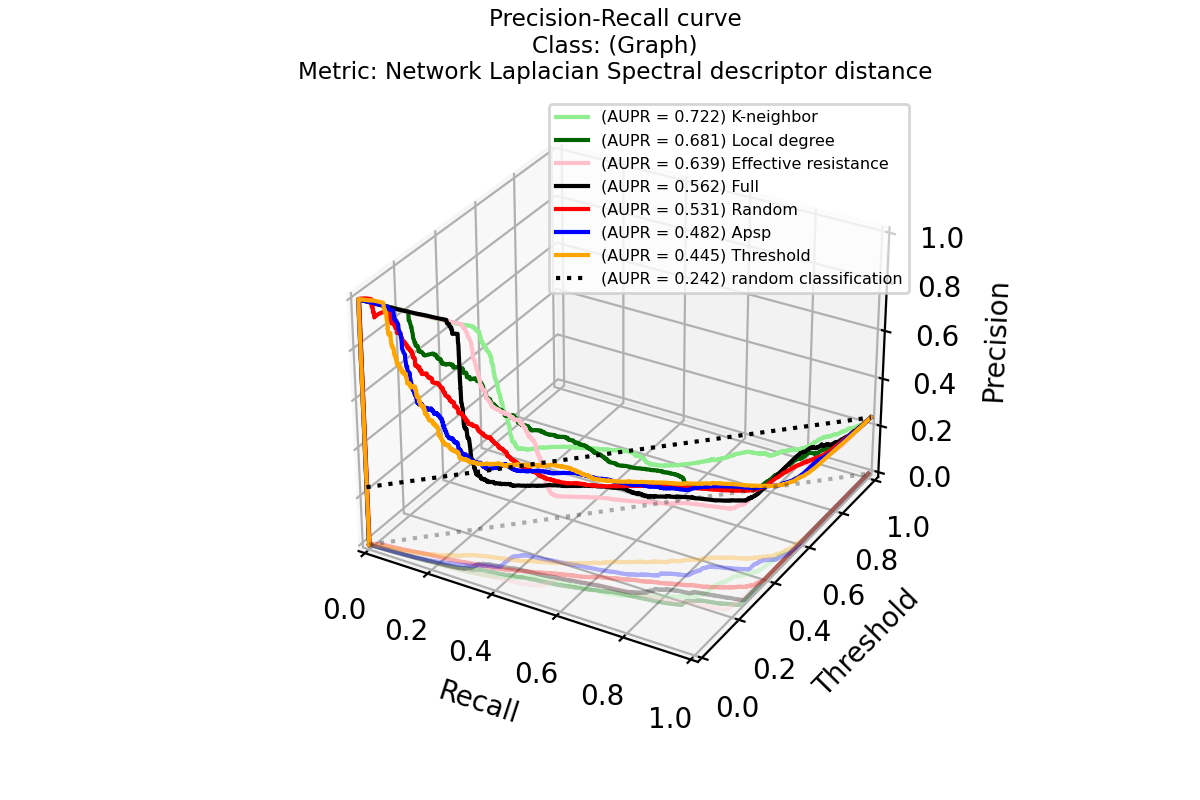 Precision-Recall curve
Class: (Graph)
Metric: Network Laplacian Spectral descriptor distance
(AUPR = 0.722) K-neighbor
(AUPR = 0.681) Local degree
(AUPR = 0.639) Effective resistance
(AUPR = 0.562) Full
(AUPR = 0.531) Random
(AUPR = 0.482) Apsp
(AUPR = 0.445) Threshold
(AUPR = 0.242) random classification
1.0
0.8
0.6
0.4
0.2
0.0
Precision
1.0
0.8
0.6
0.4
0.2
0.0
Threshold
0.0
0.2
0.4
0.6
0.8
1.0
Recall